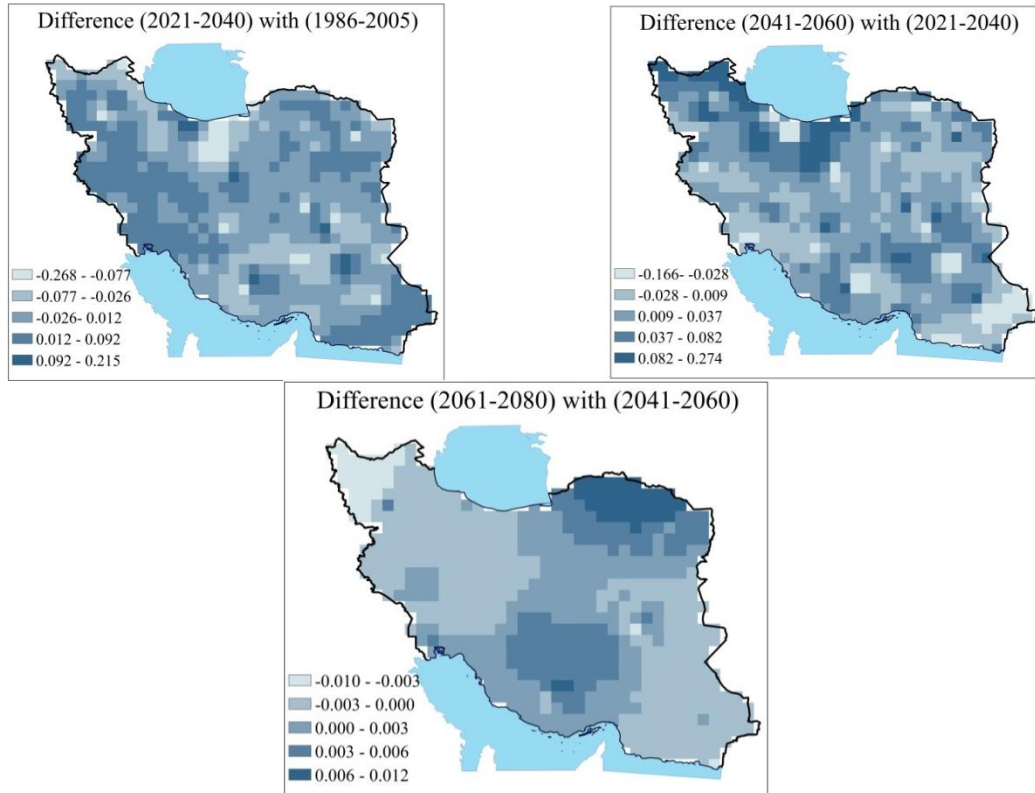 Difference (2021-2040) with (1986-2005)
-0.268 - -0.077
-0.077 - -0.026
-0.026- 0.012
0.012 - 0.092
0.092 - 0.215
Difference (2041-2060) with (2021-2040)
-0.166- -0.028
-0.028 - 0.009
0.009 - 0.037
0.037 - 0.082
0.082 - 0.274
Difference (2061-2080) with (2041-2060)
-0.010 - -0.003
-0.003 - 0.000
0.000 - 0.003
0.003 - 0.006
0.006 - 0.012